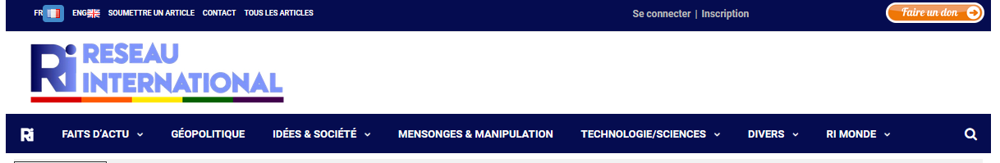 FR ENG SOUMETTRE UN ARTICLE CONTACT TOUS LES ARTICLES Se connecter | Inscription Faire un don
Ri RESEAU
INTERNATIONAL
Ri FAITS D'ACTU GÉOPOLITIQUE IDÉES & SOCIÉTÉ MENSONGES & MANIPULATION TECHNOLOGIE/SCIENCES DIVERS RI MONDE